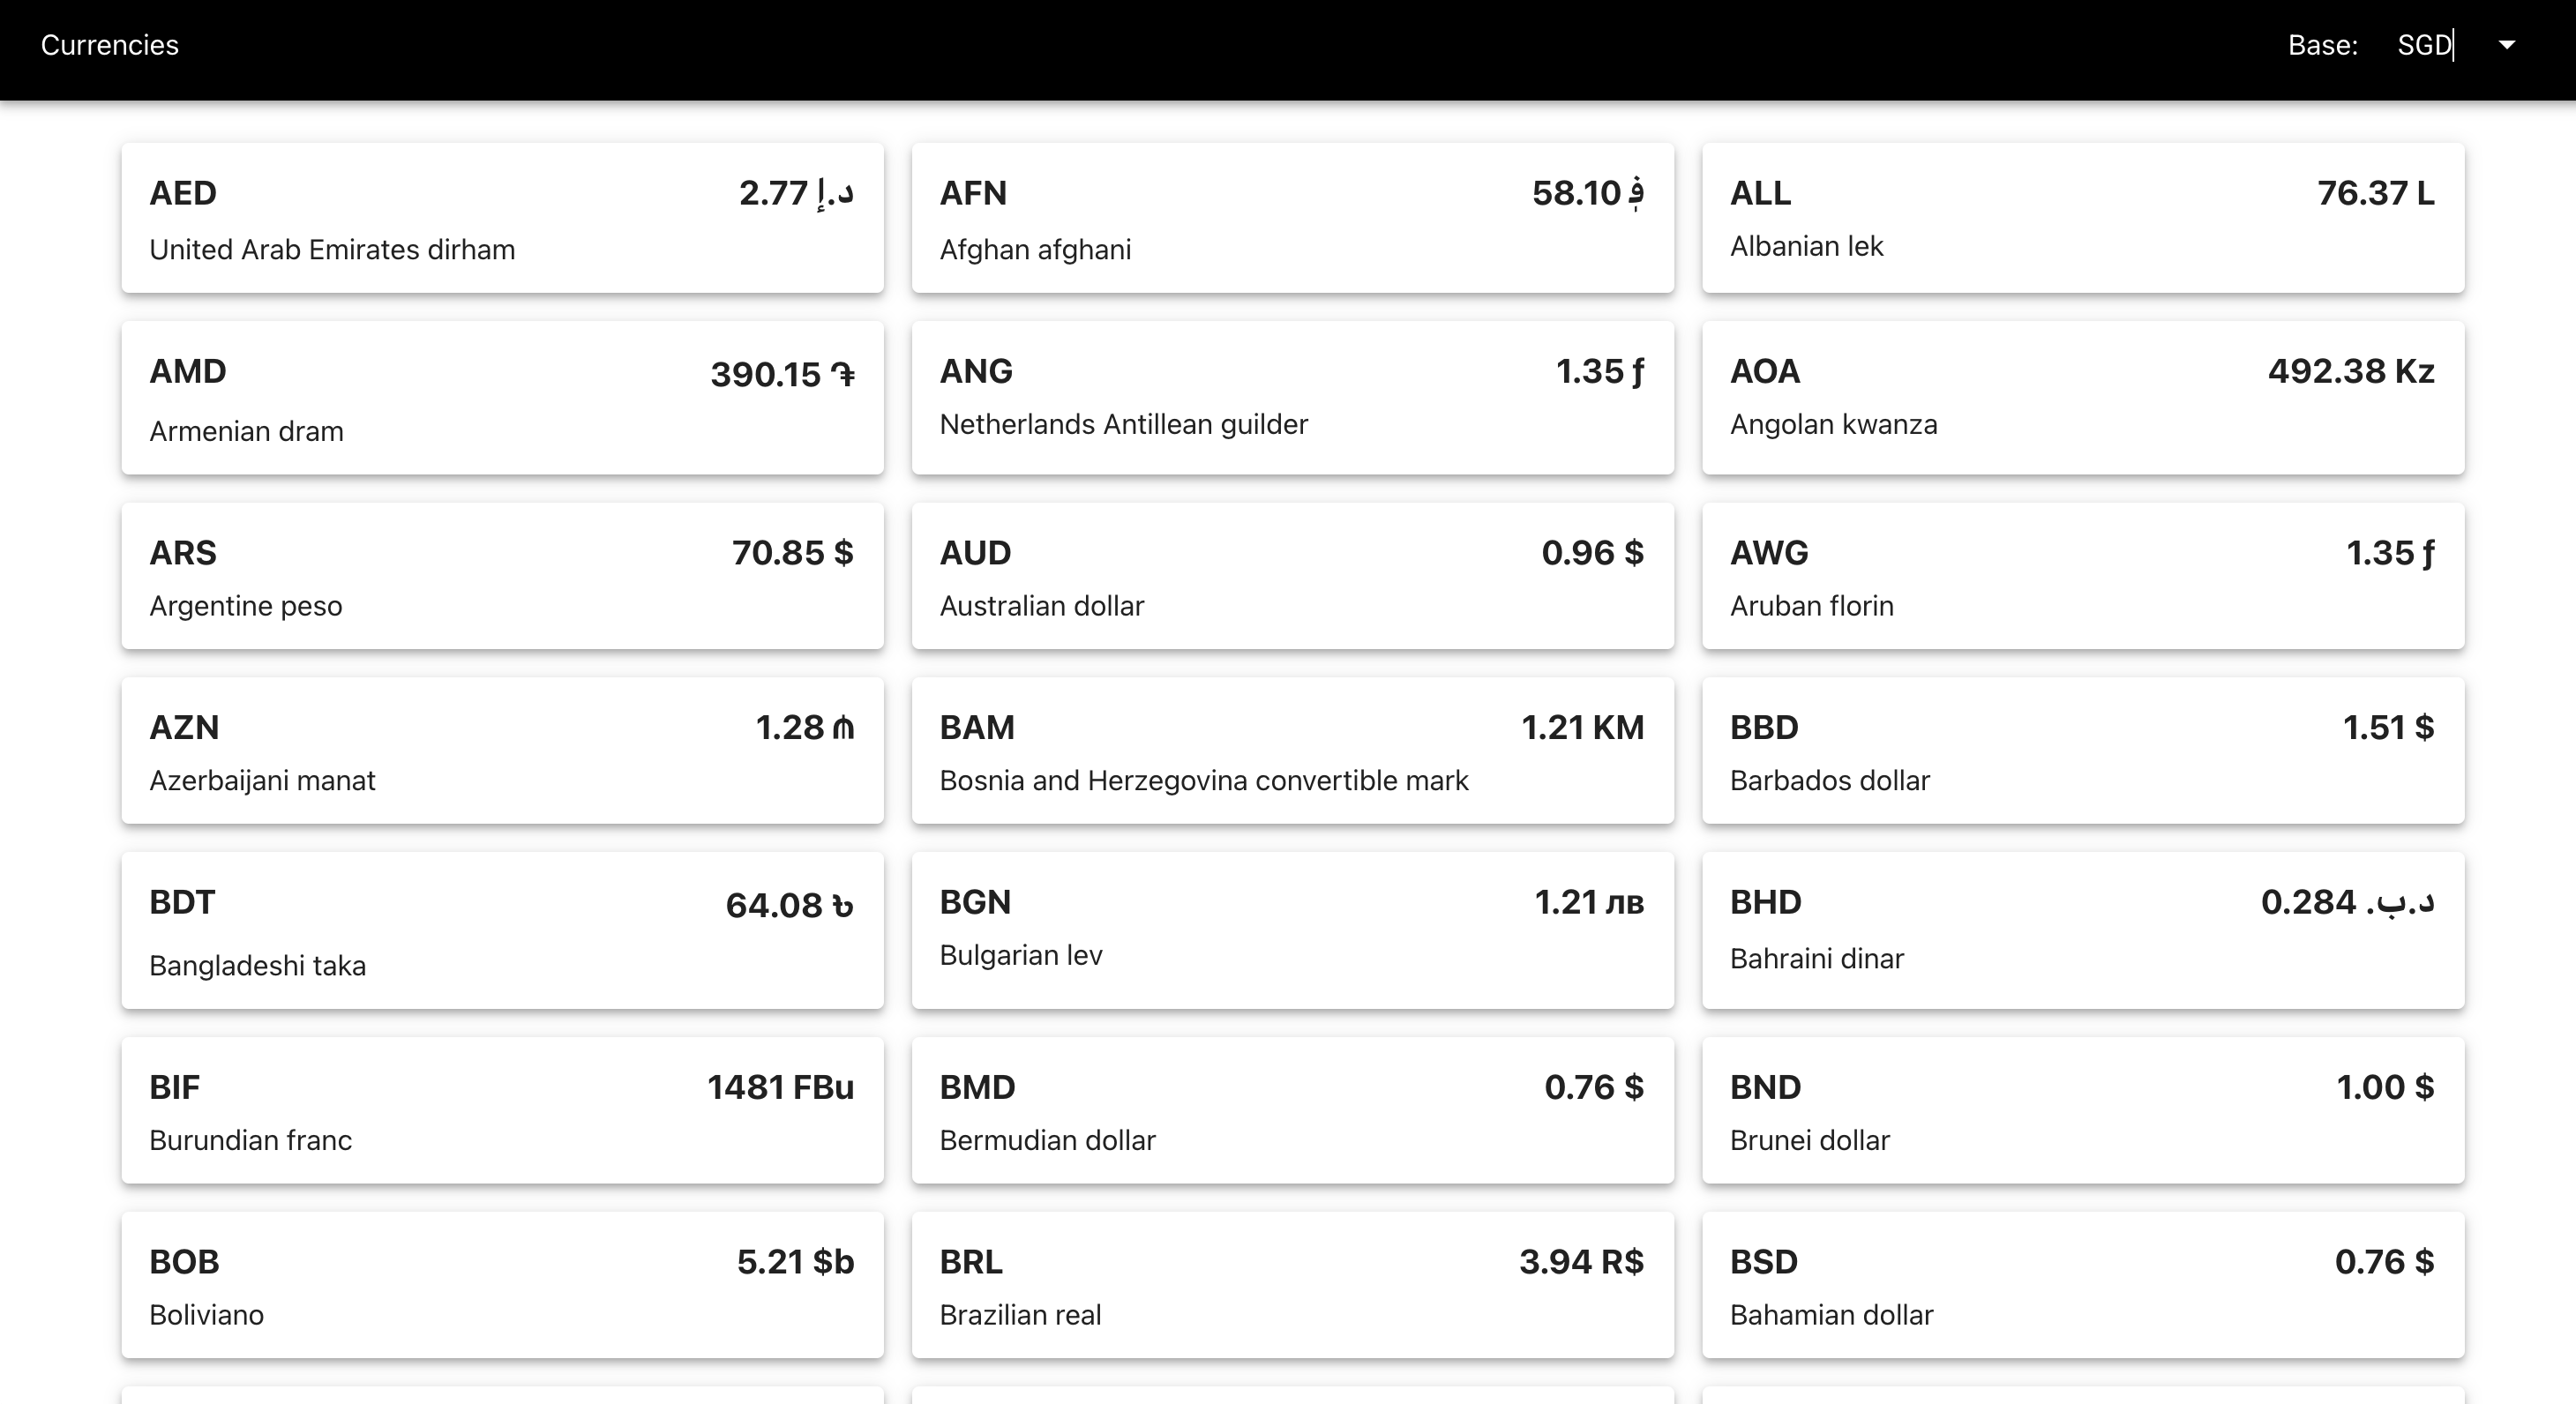 Currencies Base: SGD
AED 2.77 د.إ AFN 58.10 ؋ ALL 76.37 L
United Arab Emirates dirham Afghan afghani Albanian lek
AMD 390.15 ֏ ANG 1.35 ƒ AOA 492.38 Kz
Armenian dram Netherlands Antillean guilder Angolan kwanza
ARS 70.85 $ AUD 0.96 $ AWG 1.35 ƒ
Argentine peso Australian dollar Aruban florin
AZN 1.28 ₼ BAM 1.21 KM BBD 1.51 $
Azerbaijani manat Bosnia and Herzegovina convertible mark Barbados dollar
BDT 64.08 ৳ BGN 1.21 лв BHD 0.284 .د.ب
Bangladeshi taka Bulgarian lev Bahraini dinar
BIF 1481 FBu BMD 0.76 $ BND 1.00 $
Burundian franc Bermudian dollar Brunei dollar
BOB 5.21 $b BRL 3.94 R$ BSD 0.76 $
Boliviano Brazilian real Bahamian dollar